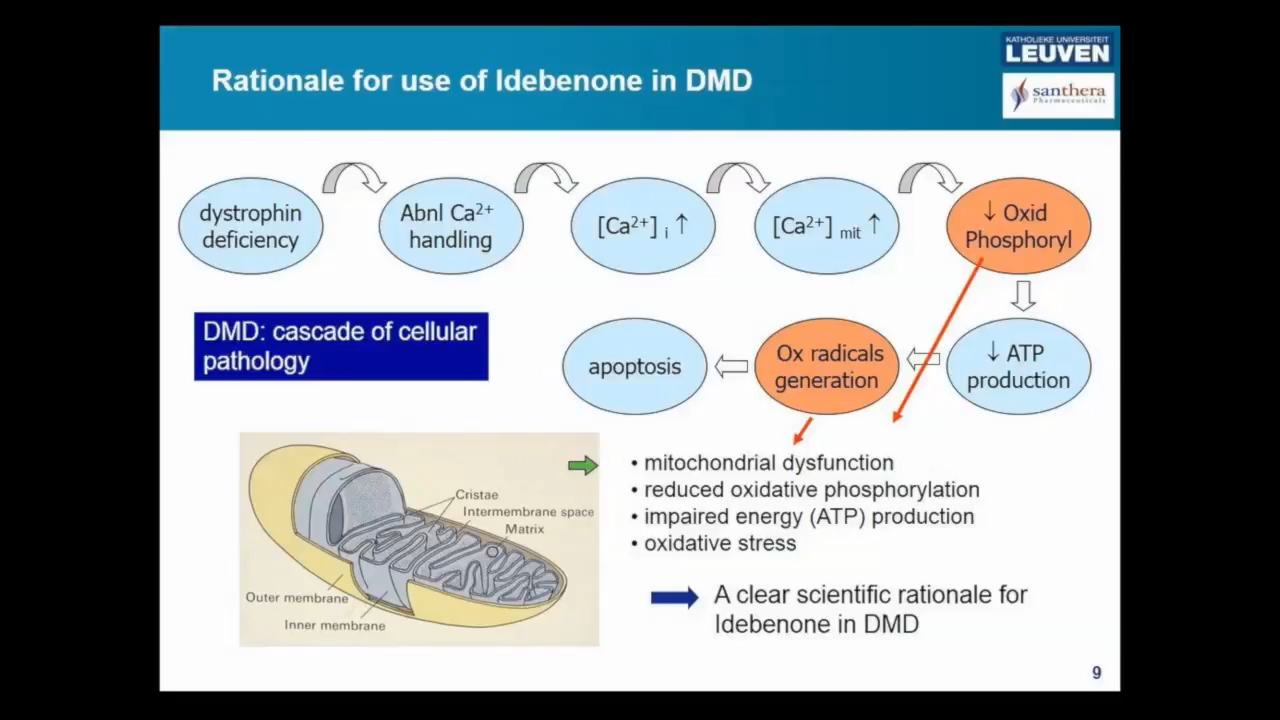 KATHOLIEKE UNIVERSITEIT
LEUVEN
Rationale for use of Idebenone in DMD
santhera
Pharmaceuticals
dystrophin
deficiency
Abnl Ca²⁺
handling
[Ca²⁺] i ↑
[Ca²⁺] mit ↑
↓ Oxid
Phosphoryl
DMD: cascade of cellular
pathology
apoptosis
Ox radicals
generation
↓ ATP
production
Cristae
Intermembrane space
Matrix
Outer membrane
Inner membrane
• mitochondrial dysfunction
• reduced oxidative phosphorylation
• impaired energy (ATP) production
• oxidative stress
A clear scientific rationale for
Idebenone in DMD
9